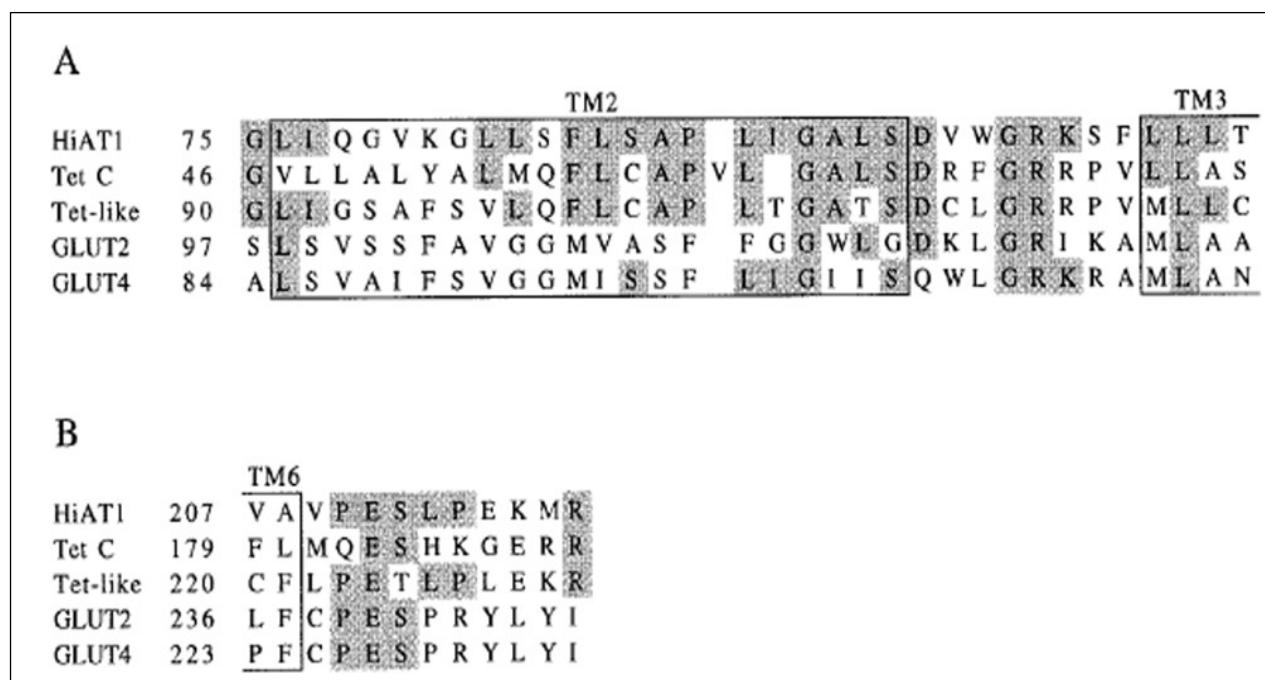 A
TM2 TM3
HiAT1 75 G L I Q G V K G L L S F L S A P L I G A L S D V W G R K S F L L L T
Tet C 46 G V L L A L Y A L M Q F L C A P V L G A L S D R F G R R P V L L A S
Tet-like 90 G L I G S A F S V L Q F L C A P L T G A T S D C L G R R P V M L L C
GLUT2 97 S L S V S S F A V G G M V A S F F G G W L G D K L G R I K A M L A A
GLUT4 84 A L S V A I F S V G G M I S S F L I G I I S Q W L G R K R A M L A N
B
TM6
HiAT1 207 V A V P E S L P E K M R
Tet C 179 F L M Q E S H K G E R R
Tet-like 220 C F L P E T L P L E K R
GLUT2 236 L F C P E S P R Y L Y I
GLUT4 223 P F C P E S P R Y L Y I